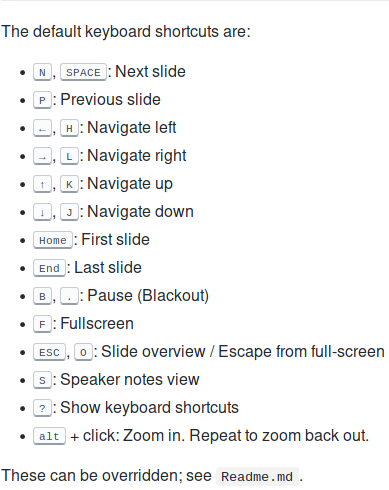 The default keyboard shortcuts are:
• N, SPACE: Next slide
• P: Previous slide
• ←, H: Navigate left
• →, L: Navigate right
• ↑, K: Navigate up
• ↓, J: Navigate down
• Home: First slide
• End: Last slide
• B, .: Pause (Blackout)
• F: Fullscreen
• ESC, O: Slide overview / Escape from full-screen
• S: Speaker notes view
• ?: Show keyboard shortcuts
• alt + click: Zoom in. Repeat to zoom back out.
These can be overridden; see Readme.md.